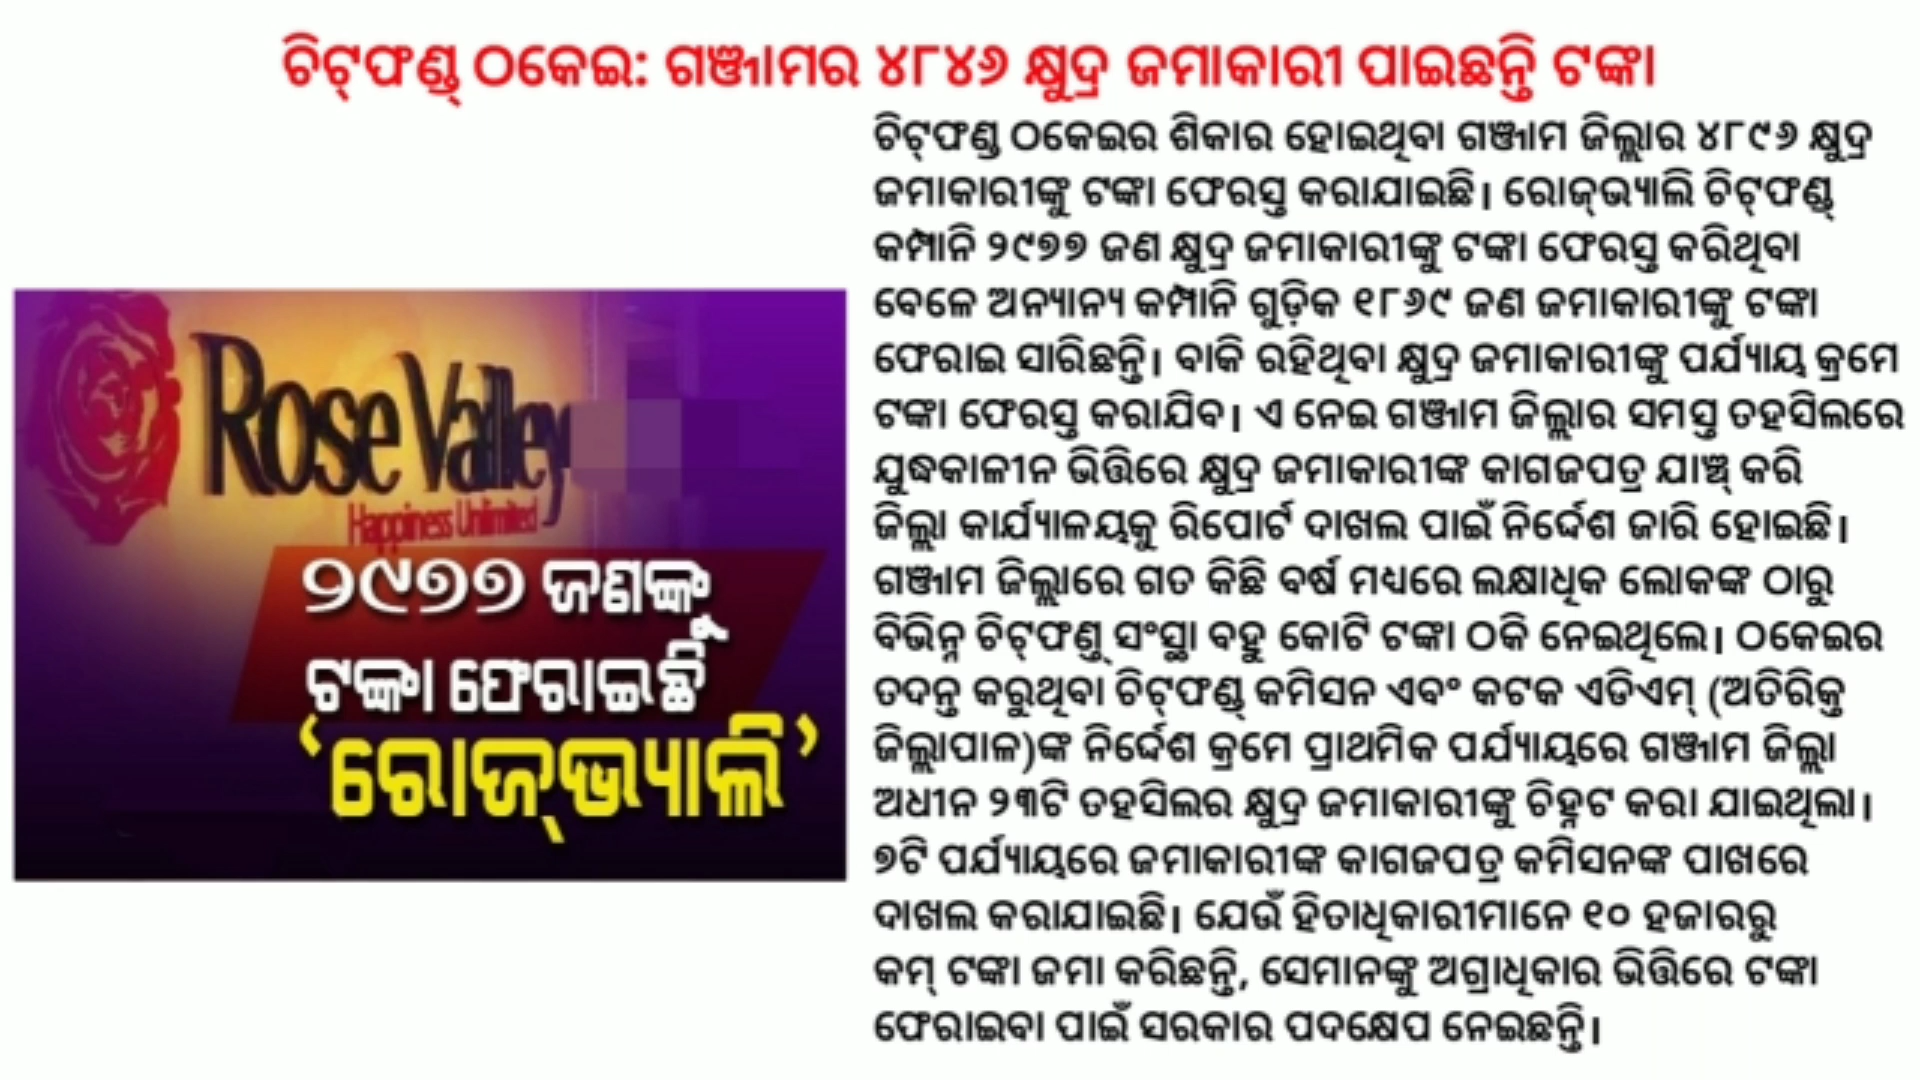 ଚିଟ୍‌ଫଣ୍ଡ୍ ଠକେଇ: ଗଞ୍ଜାମର ୪୮୪୬ କ୍ଷୁଦ୍ର ଜମାକାରୀ ପାଇଛନ୍ତି ଟଙ୍କା
Rose Valley
Happiness Unlimited
୨୯୭୭ ଜଣଙ୍କୁ
ଟଙ୍କା ଫେରାଇଛି
‘ରୋଜ୍‌ଭ୍ୟାଲି’
ଚିଟ୍‌ଫଣ୍ଡ ଠକେଇର ଶିକାର ହୋଇଥିବା ଗଞ୍ଜାମ ଜିଲ୍ଲାର ୪୮୯୬ କ୍ଷୁଦ୍ର
ଜମାକାରୀଙ୍କୁ ଟଙ୍କା ଫେରସ୍ତ କରାଯାଇଛି। ରୋଜ୍‌ଭ୍ୟାଲି ଚିଟ୍‌ଫଣ୍ଡ୍
କମ୍ପାନି ୨୯୭୭ ଜଣ କ୍ଷୁଦ୍ର ଜମାକାରୀଙ୍କୁ ଟଙ୍କା ଫେରସ୍ତ କରିଥିବା
ବେଳେ ଅନ୍ୟାନ୍ୟ କମ୍ପାନି ଗୁଡ଼ିକ ୧୮୬୯ ଜଣ ଜମାକାରୀଙ୍କୁ ଟଙ୍କା
ଫେରାଇ ସାରିଛନ୍ତି। ବାକି ରହିଥିବା କ୍ଷୁଦ୍ର ଜମାକାରୀଙ୍କୁ ପର୍ଯ୍ୟାୟ କ୍ରମେ
ଟଙ୍କା ଫେରସ୍ତ କରାଯିବ। ଏ ନେଇ ଗଞ୍ଜାମ ଜିଲ୍ଲାର ସମସ୍ତ ତହସିଲରେ
ଯୁଦ୍ଧକାଳୀନ ଭିତ୍ତିରେ କ୍ଷୁଦ୍ର ଜମାକାରୀଙ୍କ କାଗଜପତ୍ର ଯାଞ୍ଚ୍ କରି
ଜିଲ୍ଲା କାର୍ଯ୍ୟାଳୟକୁ ରିପୋର୍ଟ ଦାଖଲ ପାଇଁ ନିର୍ଦ୍ଦେଶ ଜାରି ହୋଇଛି।
ଗଞ୍ଜାମ ଜିଲ୍ଲାରେ ଗତ କିଛି ବର୍ଷ ମଧ୍ୟରେ ଲକ୍ଷାଧିକ ଲୋକଙ୍କ ଠାରୁ
ବିଭିନ୍ନ ଚିଟ୍‌ଫଣ୍ଡ୍ ସଂସ୍ଥା ବହୁ କୋଟି ଟଙ୍କା ଠକି ନେଇଥିଲେ। ଠକେଇର
ତଦନ୍ତ କରୁଥିବା ଚିଟ୍‌ଫଣ୍ଡ୍ କମିସନ ଏବଂ କଟକ ଏଡିଏମ୍ (ଅତିରିକ୍ତ
ଜିଲ୍ଲାପାଳ)ଙ୍କ ନିର୍ଦ୍ଦେଶ କ୍ରମେ ପ୍ରାଥମିକ ପର୍ଯ୍ୟାୟରେ ଗଞ୍ଜାମ ଜିଲ୍ଲା
ଅଧୀନ ୨୩ଟି ତହସିଲର କ୍ଷୁଦ୍ର ଜମାକାରୀଙ୍କୁ ଚିହ୍ନଟ କରା ଯାଇଥିଲା।
୭ଟି ପର୍ଯ୍ୟାୟରେ ଜମାକାରୀଙ୍କ କାଗଜପତ୍ର କମିସନଙ୍କ ପାଖରେ
ଦାଖଲ କରାଯାଇଛି। ଯେଉଁ ହିତାଧିକାରୀମାନେ ୧୦ ହଜାରରୁ
କମ୍ ଟଙ୍କା ଜମା କରିଛନ୍ତି, ସେମାନଙ୍କୁ ଅଗ୍ରାଧିକାର ଭିତ୍ତିରେ ଟଙ୍କା
ଫେରାଇବା ପାଇଁ ସରକାର ପଦକ୍ଷେପ ନେଇଛନ୍ତି।